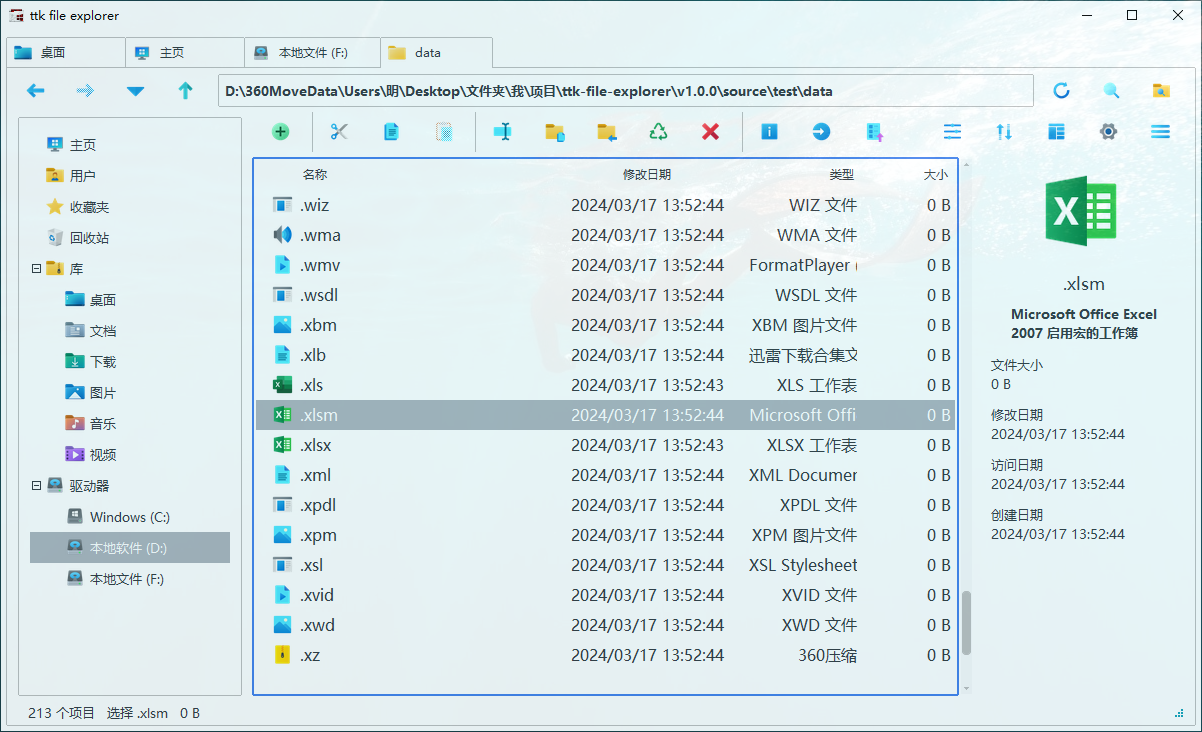 ttk file explorer
桌面 主页 本地文件 (F:) data
D:\360MoveData\Users\明\Desktop\文件夹\我\项目\ttk-file-explorer\v1.0.0\source\test\data
主页
用户
收藏夹
回收站
库
桌面
文档
下载
图片
音乐
视频
驱动器
Windows (C:)
本地软件 (D:)
本地文件 (F:)
名称 修改日期 类型 大小
.wiz 2024/03/17 13:52:44 WIZ 文件 0 B
.wma 2024/03/17 13:52:44 WMA 文件 0 B
.wmv 2024/03/17 13:52:44 FormatPlayer ( 0 B
.wsdl 2024/03/17 13:52:44 WSDL 文件 0 B
.xbm 2024/03/17 13:52:44 XBM 图片文件 0 B
.xlb 2024/03/17 13:52:44 迅雷下载合集文 0 B
.xls 2024/03/17 13:52:43 XLS 工作表 0 B
.xlsm 2024/03/17 13:52:44 Microsoft Offi 0 B
.xlsx 2024/03/17 13:52:43 XLSX 工作表 0 B
.xml 2024/03/17 13:52:44 XML Documer 0 B
.xpdl 2024/03/17 13:52:44 XPDL 文件 0 B
.xpm 2024/03/17 13:52:44 XPM 图片文件 0 B
.xsl 2024/03/17 13:52:44 XSL Stylesheet 0 B
.xvid 2024/03/17 13:52:44 XVID 文件 0 B
.xwd 2024/03/17 13:52:44 XWD 文件 0 B
.xz 2024/03/17 13:52:44 360压缩 0 B
.xlsm
Microsoft Office Excel
2007 启用宏的工作簿
文件大小
0 B
修改日期
2024/03/17 13:52:44
访问日期
2024/03/17 13:52:44
创建日期
2024/03/17 13:52:44
213 个项目 选择 .xlsm 0 B